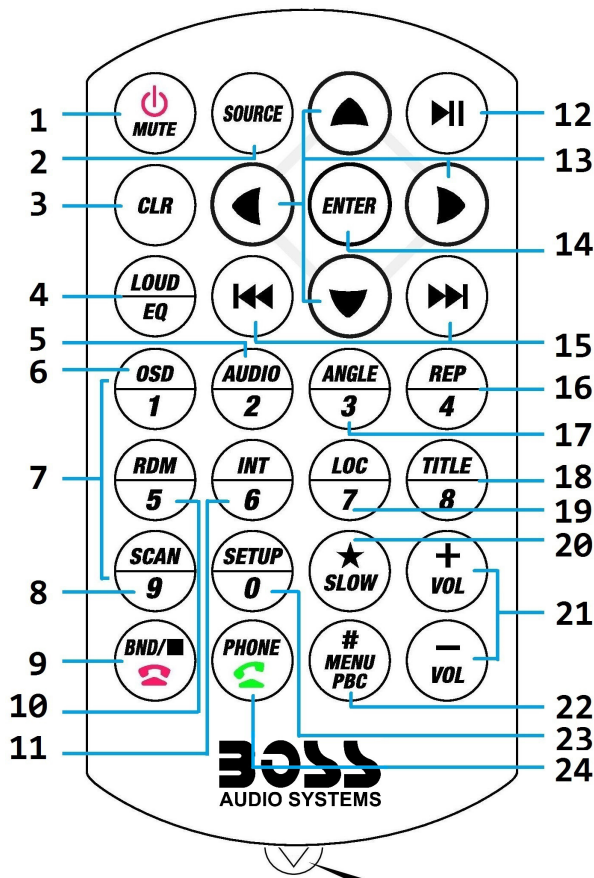 1
MUTE
SOURCE
12
2
13
3
CLR
ENTER
14
4
LOUD
EQ
5
15
6
OSD
1
AUDIO
2
ANGLE
3
REP
4
16
17
7
RDM
5
INT
6
LOC
7
TITLE
8
18
19
20
8
SCAN
9
SETUP
0
★
SLOW
+
VOL
21
9
BND/■
PHONE
#
MENU
PBC
−
VOL
10
22
11
23
24
BOSS
AUDIO SYSTEMS